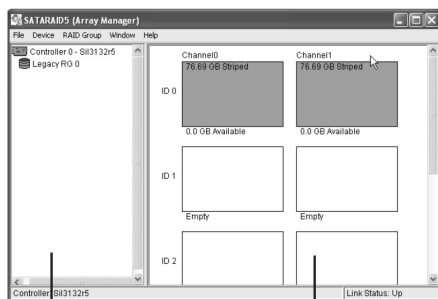 SATARAID5 (Array Manager)
File Device RAID Group Window Help
Controller 0 - SiI3132r5
Legacy RG 0
Channel0 Channel1
ID 0
76.69 GB Striped 76.69 GB Striped
0.0 GB Available 0.0 GB Available
ID 1
Empty Empty
ID 2
Controller SiI3132r5 Link Status: Up